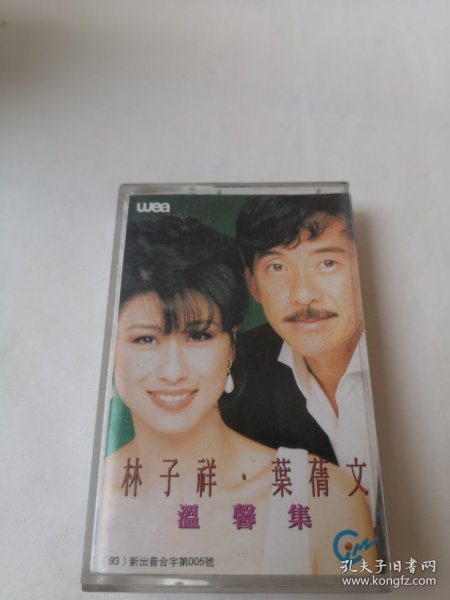 wea
林子祥·葉蒨文
溫馨集
〔93〕新出音合字第005號
孔夫子旧书网
www.kongfz.com